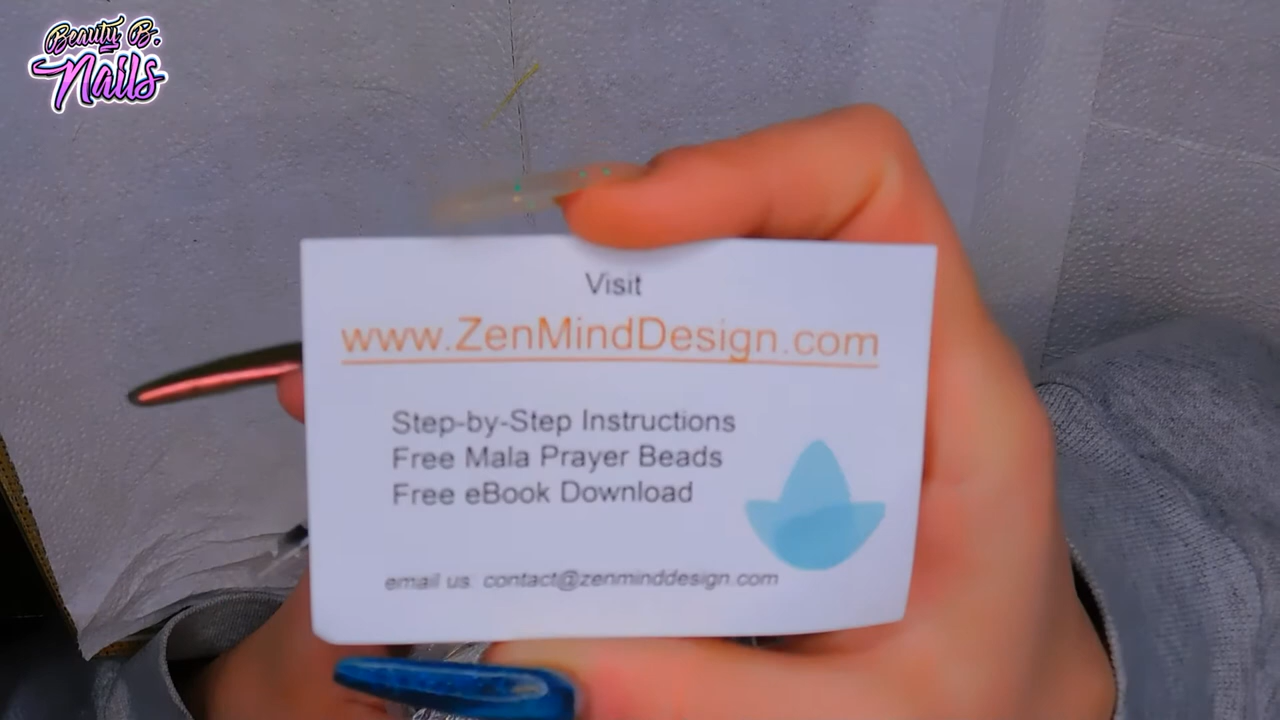 Beauty B.
Nails
Visit
www.ZenMindDesign.com
Step-by-Step Instructions
Free Mala Prayer Beads
Free eBook Download
email us: contact@zenminddesign.com